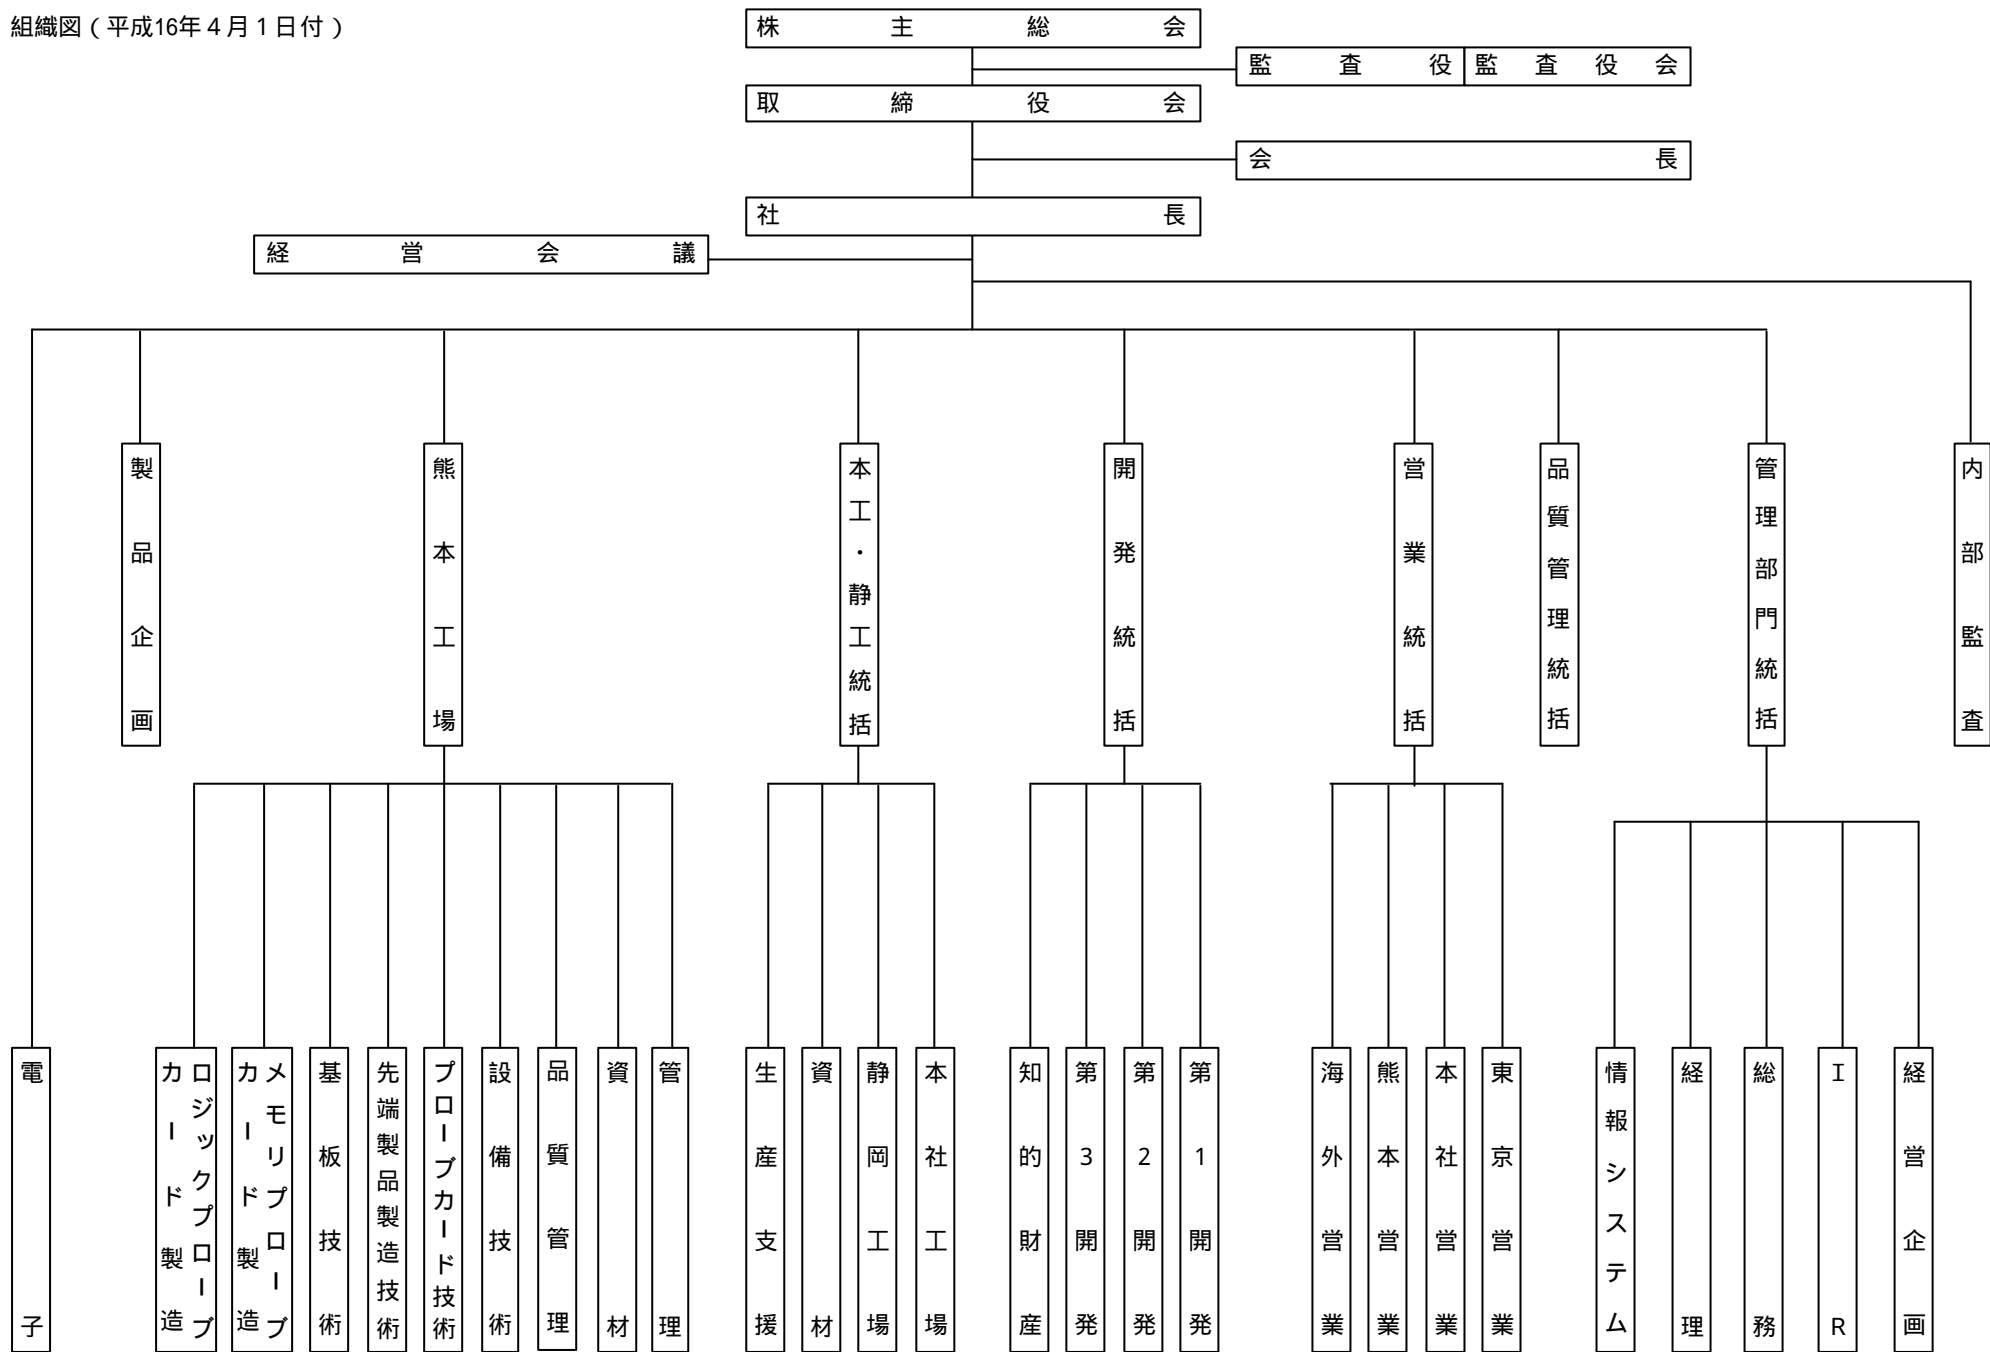 組織図（平成16年４月１日付）
株主総会
監査役
監査役会
取締役会
会長
社長
経営会議
製品企画
熊本工場
本工・静工統括
開発統括
営業統括
品質管理統括
管理部門統括
内部監査
電子
ロジックプローブ
カード製造
メモリプローブ
カード製造
基板技術
先端製品製造技術
プローブカード技術
設備技術
品質管理
資材
管理
生産支援
資材
静岡工場
本社工場
知的財産
第3開発
第2開発
第1開発
海外営業
熊本営業
本社営業
東京営業
情報システム
経理
総務
ＩR
経営企画